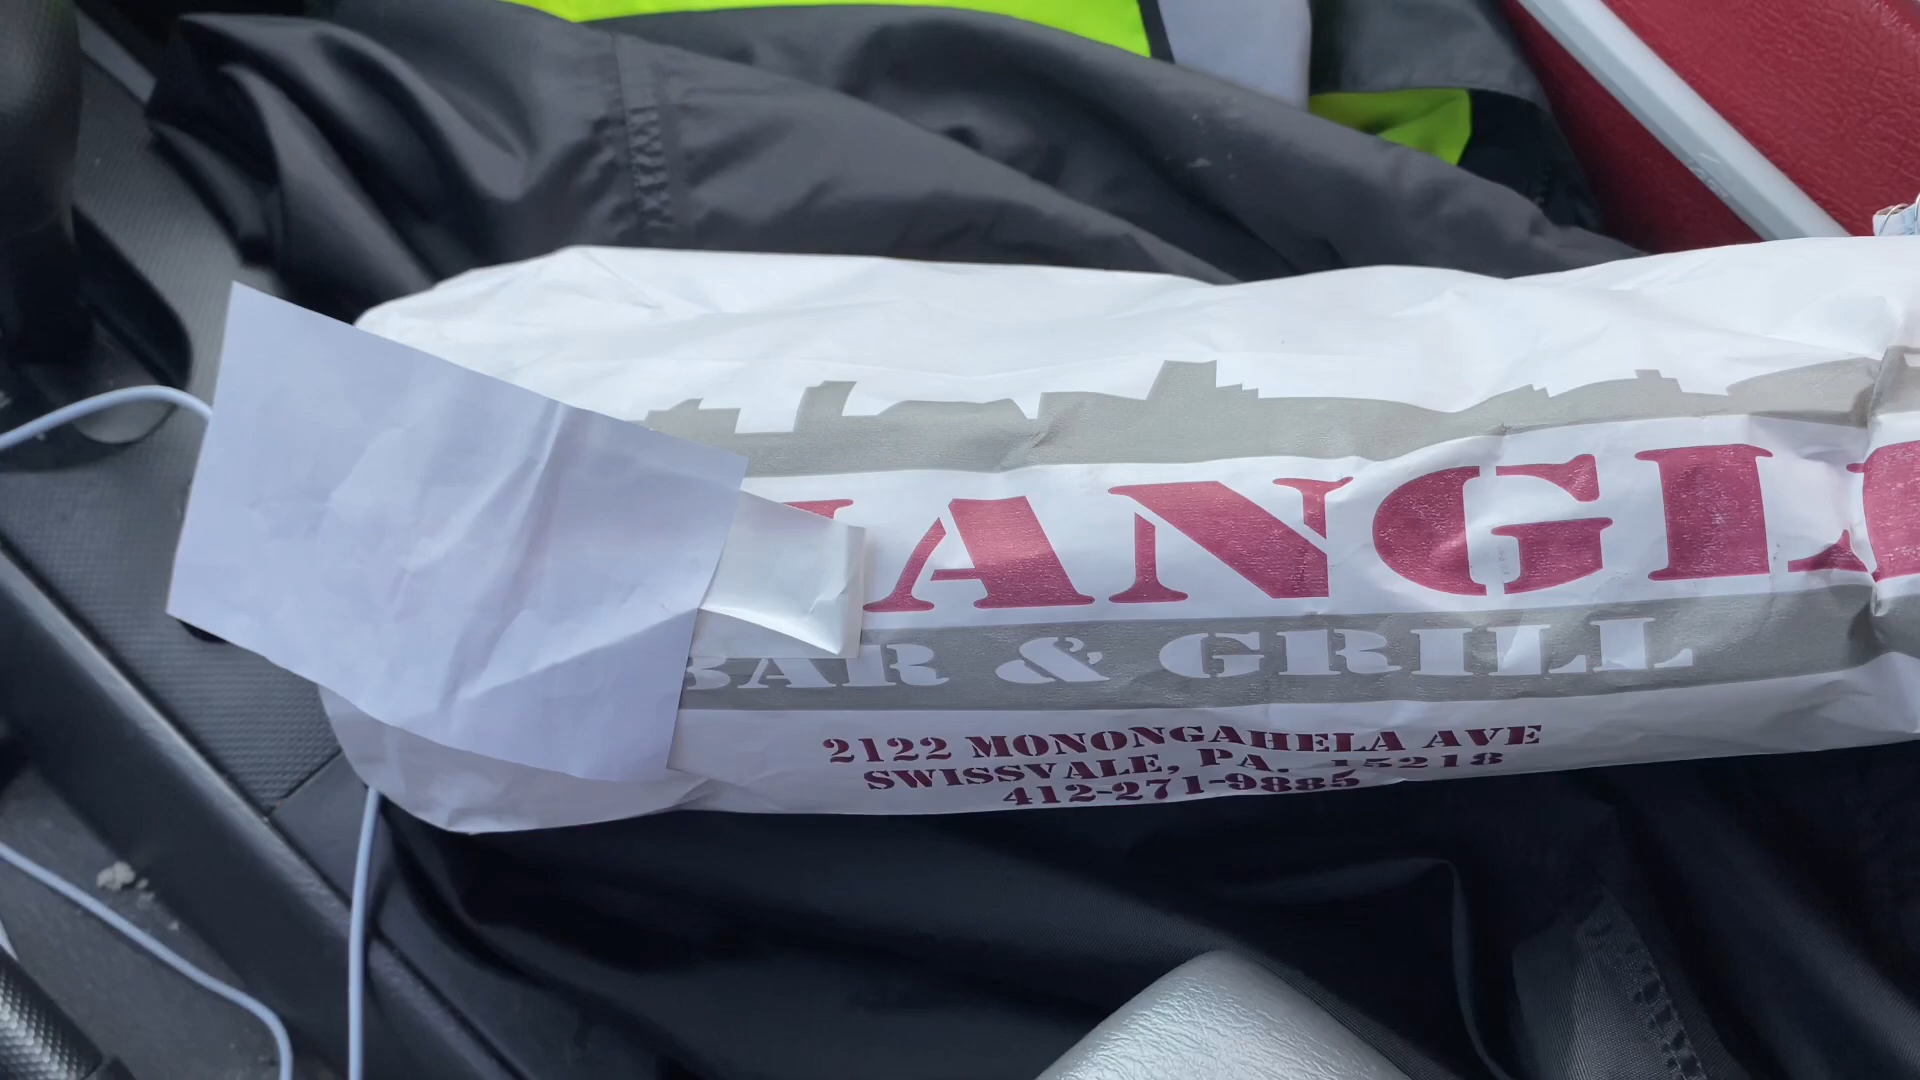 ANGL
BAR & GRILL
2122 MONONGAHELA AVE
SWISSVALE, PA. 15218
412-271-9885